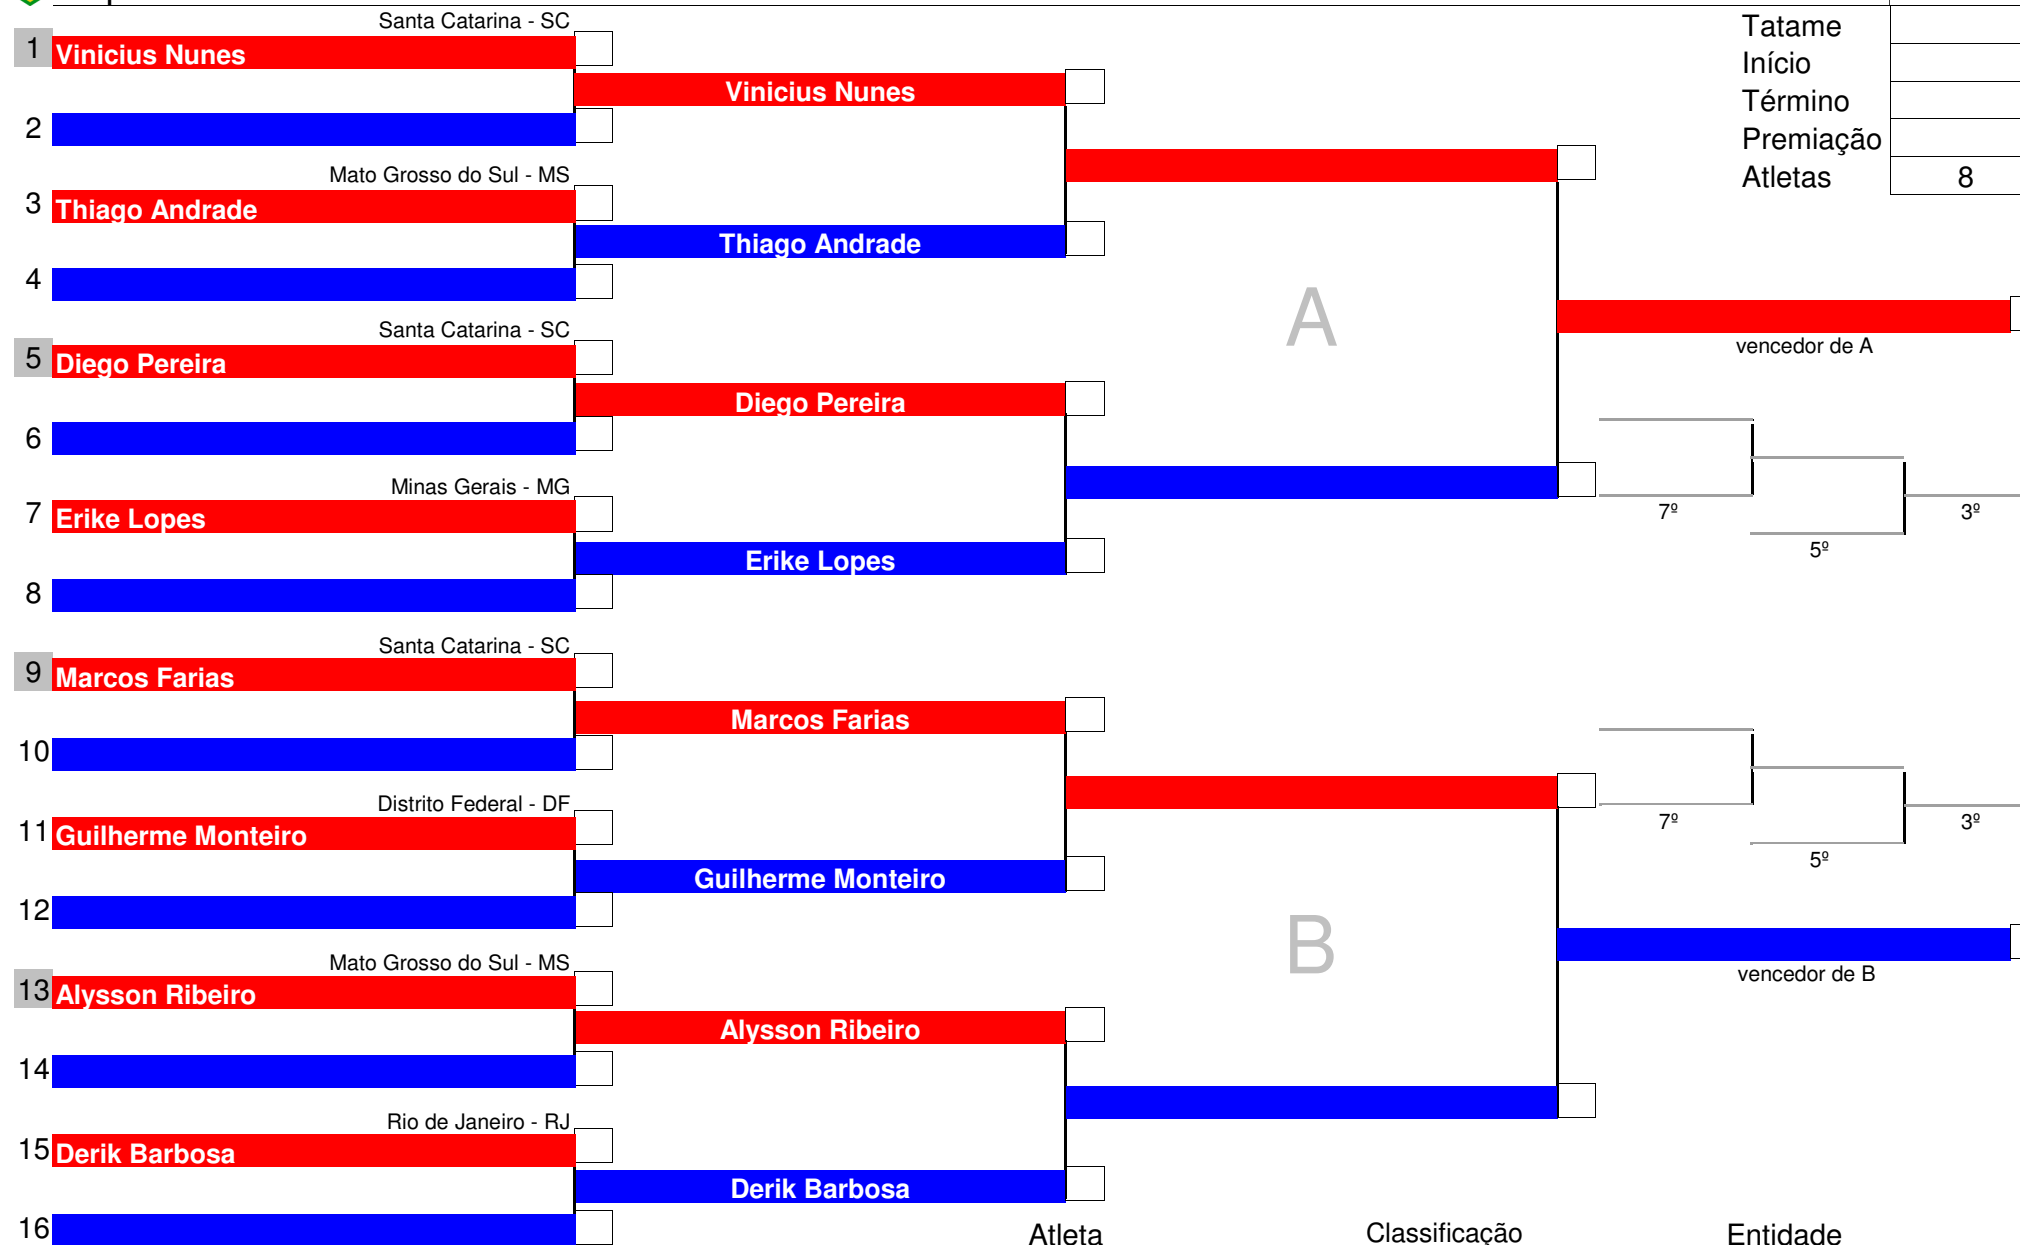 Santa Catarina - SC
1 Vinicius Nunes
Vinicius Nunes
2
Mato Grosso do Sul - MS
3 Thiago Andrade
Thiago Andrade
4
Santa Catarina - SC
5 Diego Pereira
Diego Pereira
6
Minas Gerais - MG
7 Erike Lopes
Erike Lopes
8
Santa Catarina - SC
9 Marcos Farias
Marcos Farias
10
Distrito Federal - DF
11 Guilherme Monteiro
Guilherme Monteiro
12
Mato Grosso do Sul - MS
13 Alysson Ribeiro
Alysson Ribeiro
14
Rio de Janeiro - RJ
15 Derik Barbosa
Derik Barbosa
16
A
B
Tatame
Início
Término
Premiação
Atletas 8
vencedor de A
7º
5º
3º
7º
5º
3º
vencedor de B
Atleta Classificação Entidade